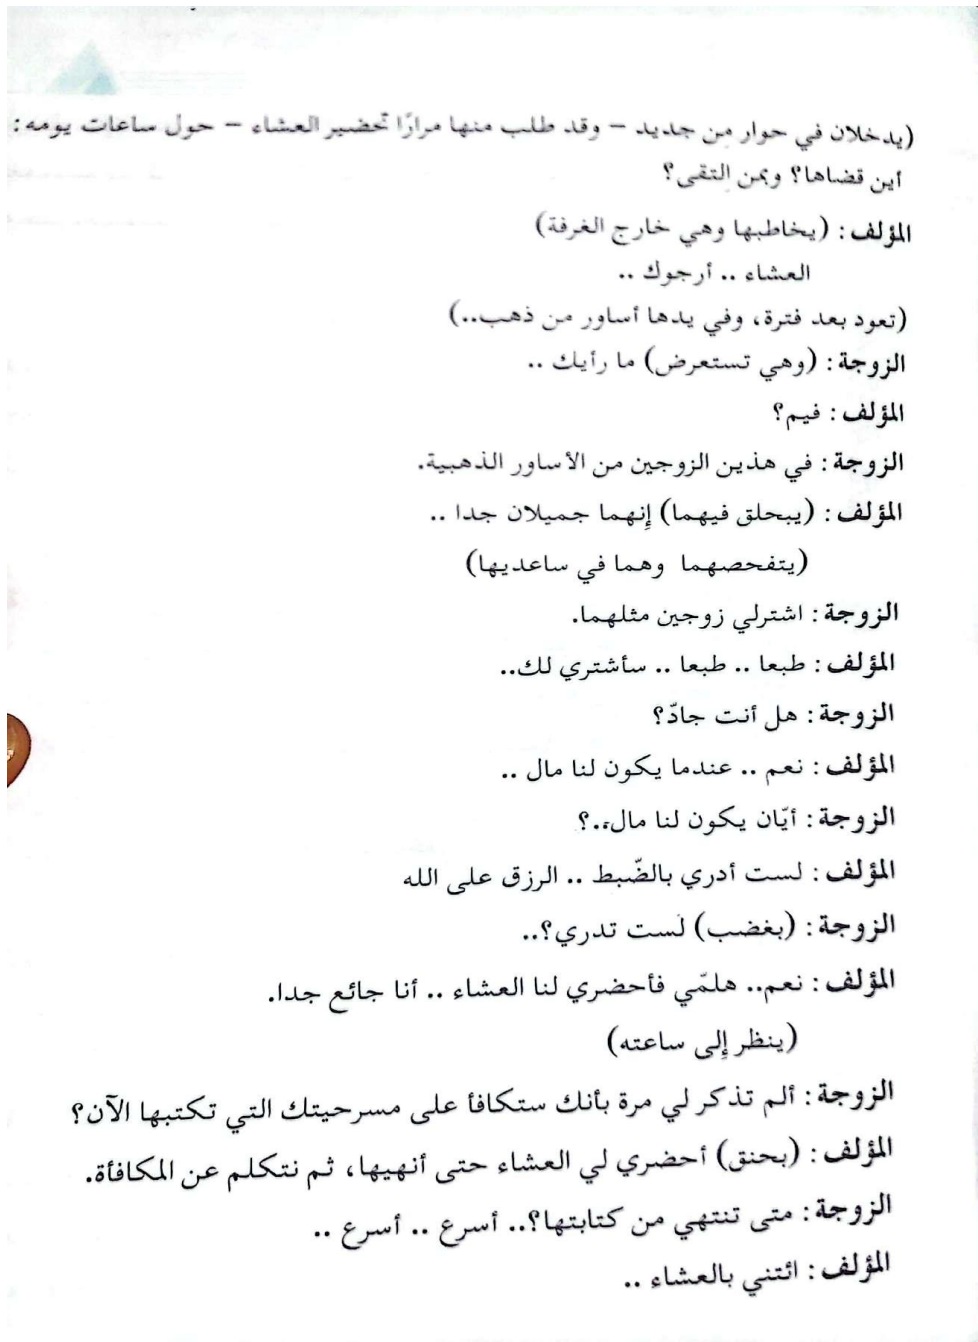 (يدخلان في حوار من جديد – وقد طلب منها مرارًا تحضير العشاء – حول ساعات يومه:
أين قضاها؟ وبمن التقى؟
المؤلف: (يخاطبها وهي خارج الغرفة)
العشاء .. أرجوك ..
(تعود بعد فترة، وفي يدها أساور من ذهب..)
الزوجة: (وهي تستعرض) ما رأيك ..
المؤلف: فيم؟
الزوجة: في هذين الزوجين من الأساور الذهبية.
المؤلف: (يبحلق فيهما) إنهما جميلان جدا ..
(يتفحصهما وهما في ساعديها)
الزوجة: اشترلي زوجين مثلهما.
المؤلف: طبعا .. طبعا .. سأشتري لك..
الزوجة: هل أنت جادّ؟
المؤلف: نعم .. عندما يكون لنا مال ..
الزوجة: أيّان يكون لنا مال..؟
المؤلف: لست أدري بالضّبط .. الرزق على الله
الزوجة: (بغضب) لست تدري؟..
المؤلف: نعم.. هلمّي فأحضري لنا العشاء .. أنا جائع جدا.
(ينظر إلى ساعته)
الزوجة: ألم تذكر لي مرة بأنك ستكافأ على مسرحيتك التي تكتبها الآن؟
المؤلف: (بحنق) أحضري لي العشاء حتى أنهيها، ثم نتكلم عن المكافأة.
الزوجة: متى تنتهي من كتابتها؟.. أسرع .. أسرع ..
المؤلف: ائتني بالعشاء ..